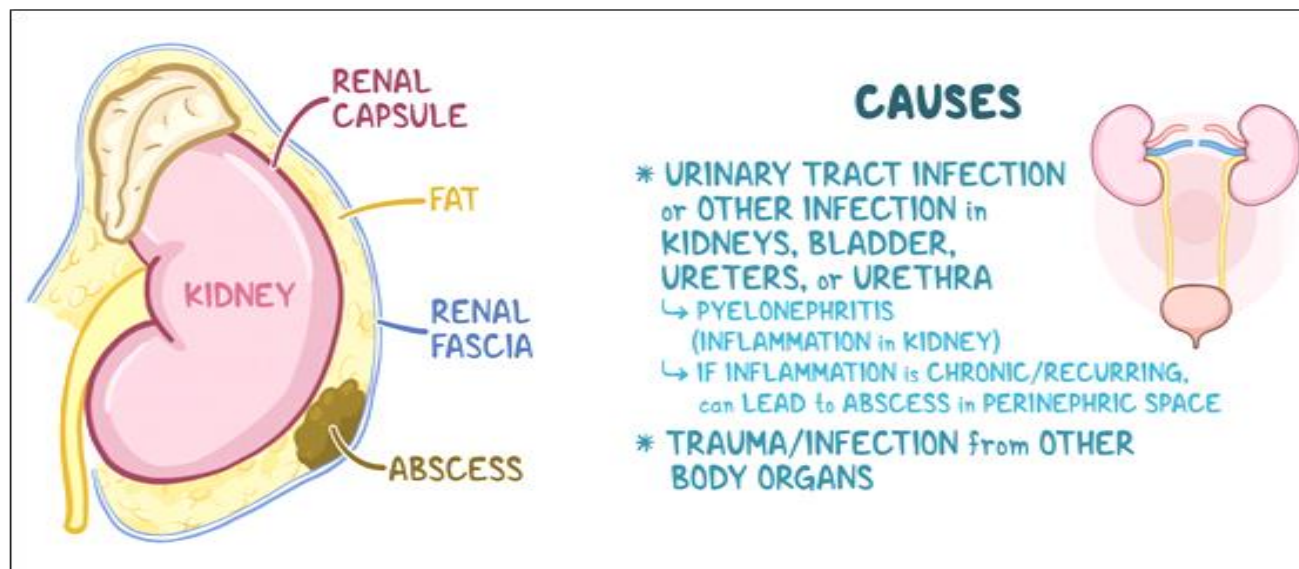 RENAL
CAPSULE
FAT
KIDNEY
RENAL
FASCIA
ABSCESS
CAUSES
* URINARY TRACT INFECTION
or OTHER INFECTION in
KIDNEYS, BLADDER,
URETERS, or URETHRA
↳ PYELONEPHRITIS
(INFLAMMATION in KIDNEY)
↳ IF INFLAMMATION is CHRONIC/RECURRING,
can LEAD to ABSCESS in PERINEPHRIC SPACE
* TRAUMA/INFECTION from OTHER
BODY ORGANS